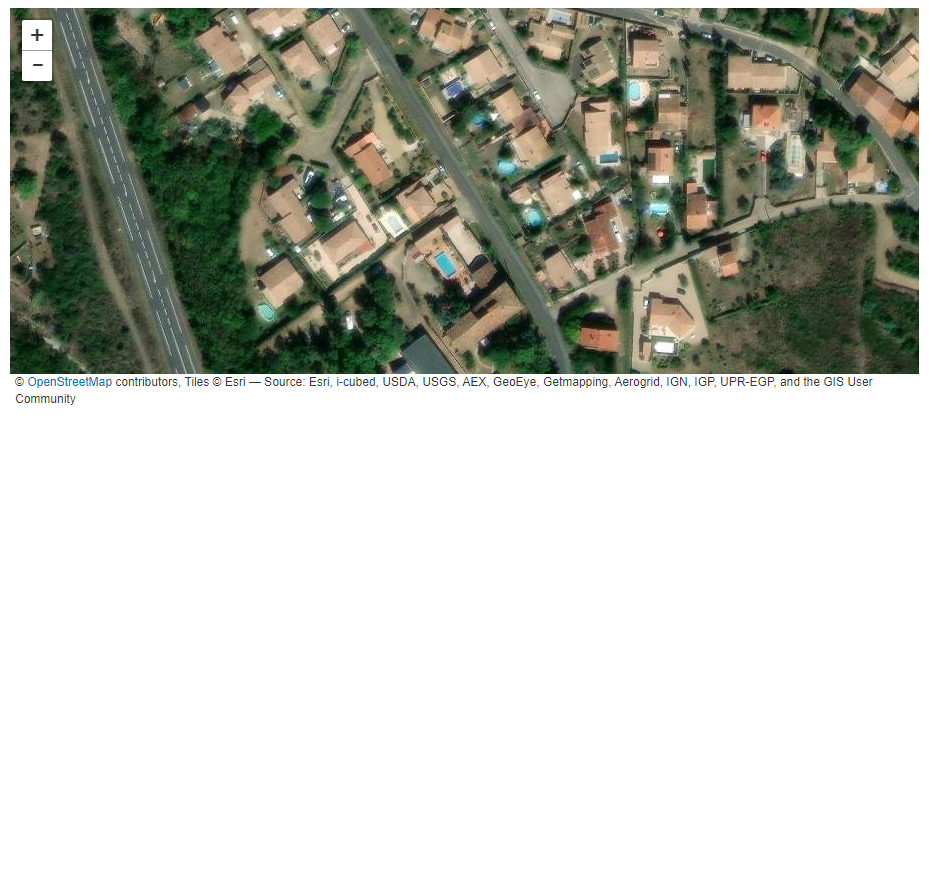 +
−
© OpenStreetMap contributors, Tiles © Esri — Source: Esri, i-cubed, USDA, USGS, AEX, GeoEye, Getmapping, Aerogrid, IGN, IGP, UPR-EGP, and the GIS User
Community